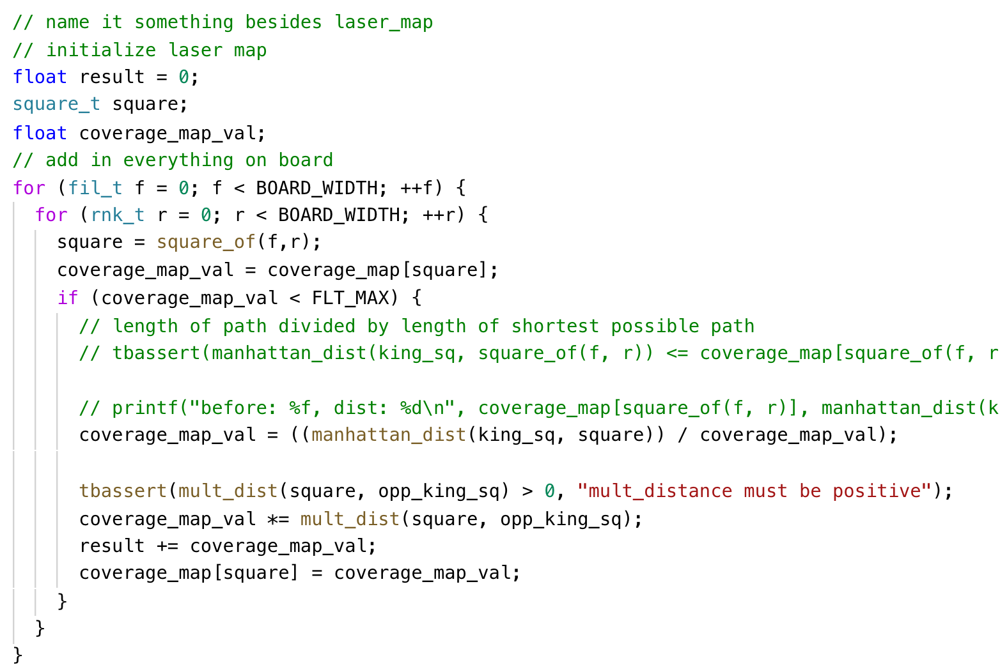 // name it something besides laser_map
// initialize laser map
float result = 0;
square_t square;
float coverage_map_val;
// add in everything on board
for (fil_t f = 0; f < BOARD_WIDTH; ++f) {
  for (rnk_t r = 0; r < BOARD_WIDTH; ++r) {
    square = square_of(f,r);
    coverage_map_val = coverage_map[square];
    if (coverage_map_val < FLT_MAX) {
      // length of path divided by length of shortest possible path
      // tbassert(manhattan_dist(king_sq, square_of(f, r)) <= coverage_map[square_of(f, r
      // printf("before: %f, dist: %d\n", coverage_map[square_of(f, r)], manhattan_dist(k
      coverage_map_val = ((manhattan_dist(king_sq, square)) / coverage_map_val);
      tbassert(mult_dist(square, opp_king_sq) > 0, "mult_distance must be positive");
      coverage_map_val *= mult_dist(square, opp_king_sq);
      result += coverage_map_val;
      coverage_map[square] = coverage_map_val;
    }
  }
}